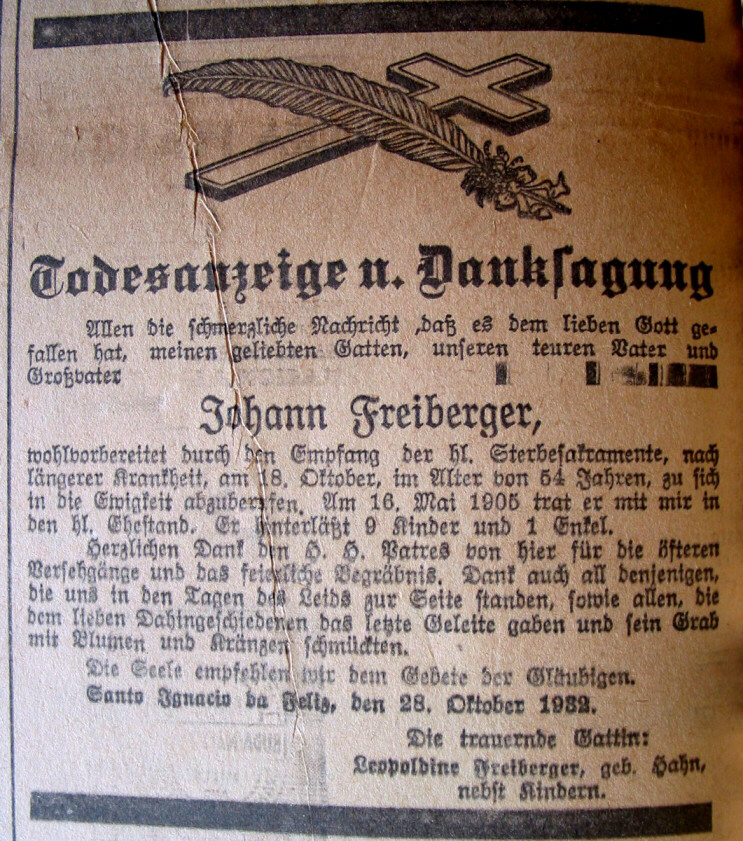 Todesanzeige u. Danksagung
Allen die schmerzliche Nachricht ,daß es dem lieben Gott ge-
fallen hat, meinen geliebten Gatten, unseren teuren Vater und
Großvater
Johann Freiberger,
wohlvorbereitet durch den Empfang der hl. Sterbesakramente, nach
längerer Krankheit, am 18. Oktober, im Alter von 54 Jahren, zu sich
in die Ewigkeit abzuberufen. Am 16. Mai 1905 trat er mit mir in
den hl. Ehestand. Er hinterläßt 9 Kinder und 1 Enkel.
Herzlichen Dank den H. H. Patres von hier für die öfteren
Versehgänge und das feierliche Begräbnis. Dank auch all denjenigen,
die uns in den Tagen des Leids zur Seite standen, sowie allen, die
dem lieben Dahingeschiedenen das letzte Geleite gaben und sein Grab
mit Blumen und Kränzen schmückten.
Die Seele empfehlen wir dem Gebete der Gläubigen.
Santo Ignacio da Feliz, den 28. Oktober 1932.
Die trauernde Gattin:
Leopoldine Freiberger, geb. Hahn,
nebst Kindern.